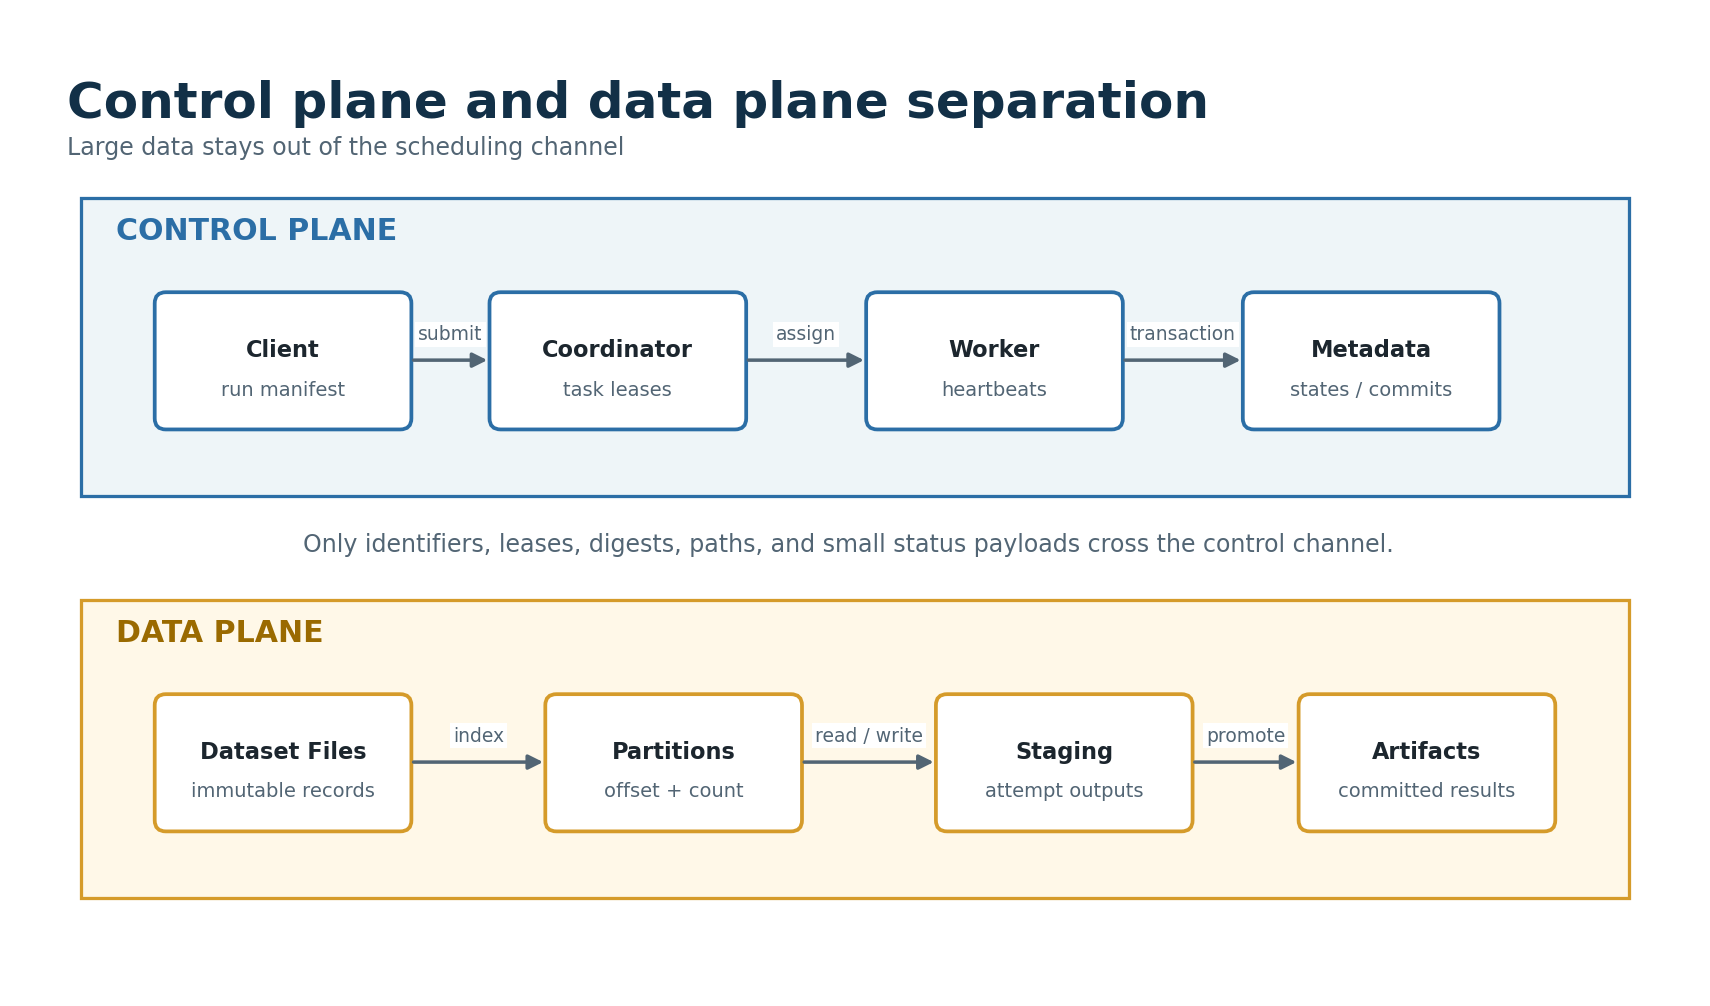 Control plane and data plane separation
Large data stays out of the scheduling channel
CONTROL PLANE
Client
run manifest
submit
Coordinator
task leases
assign
Worker
heartbeats
transaction
Metadata
states / commits
Only identifiers, leases, digests, paths, and small status payloads cross the control channel.
DATA PLANE
Dataset Files
immutable records
index
Partitions
offset + count
read / write
Staging
attempt outputs
promote
Artifacts
committed results